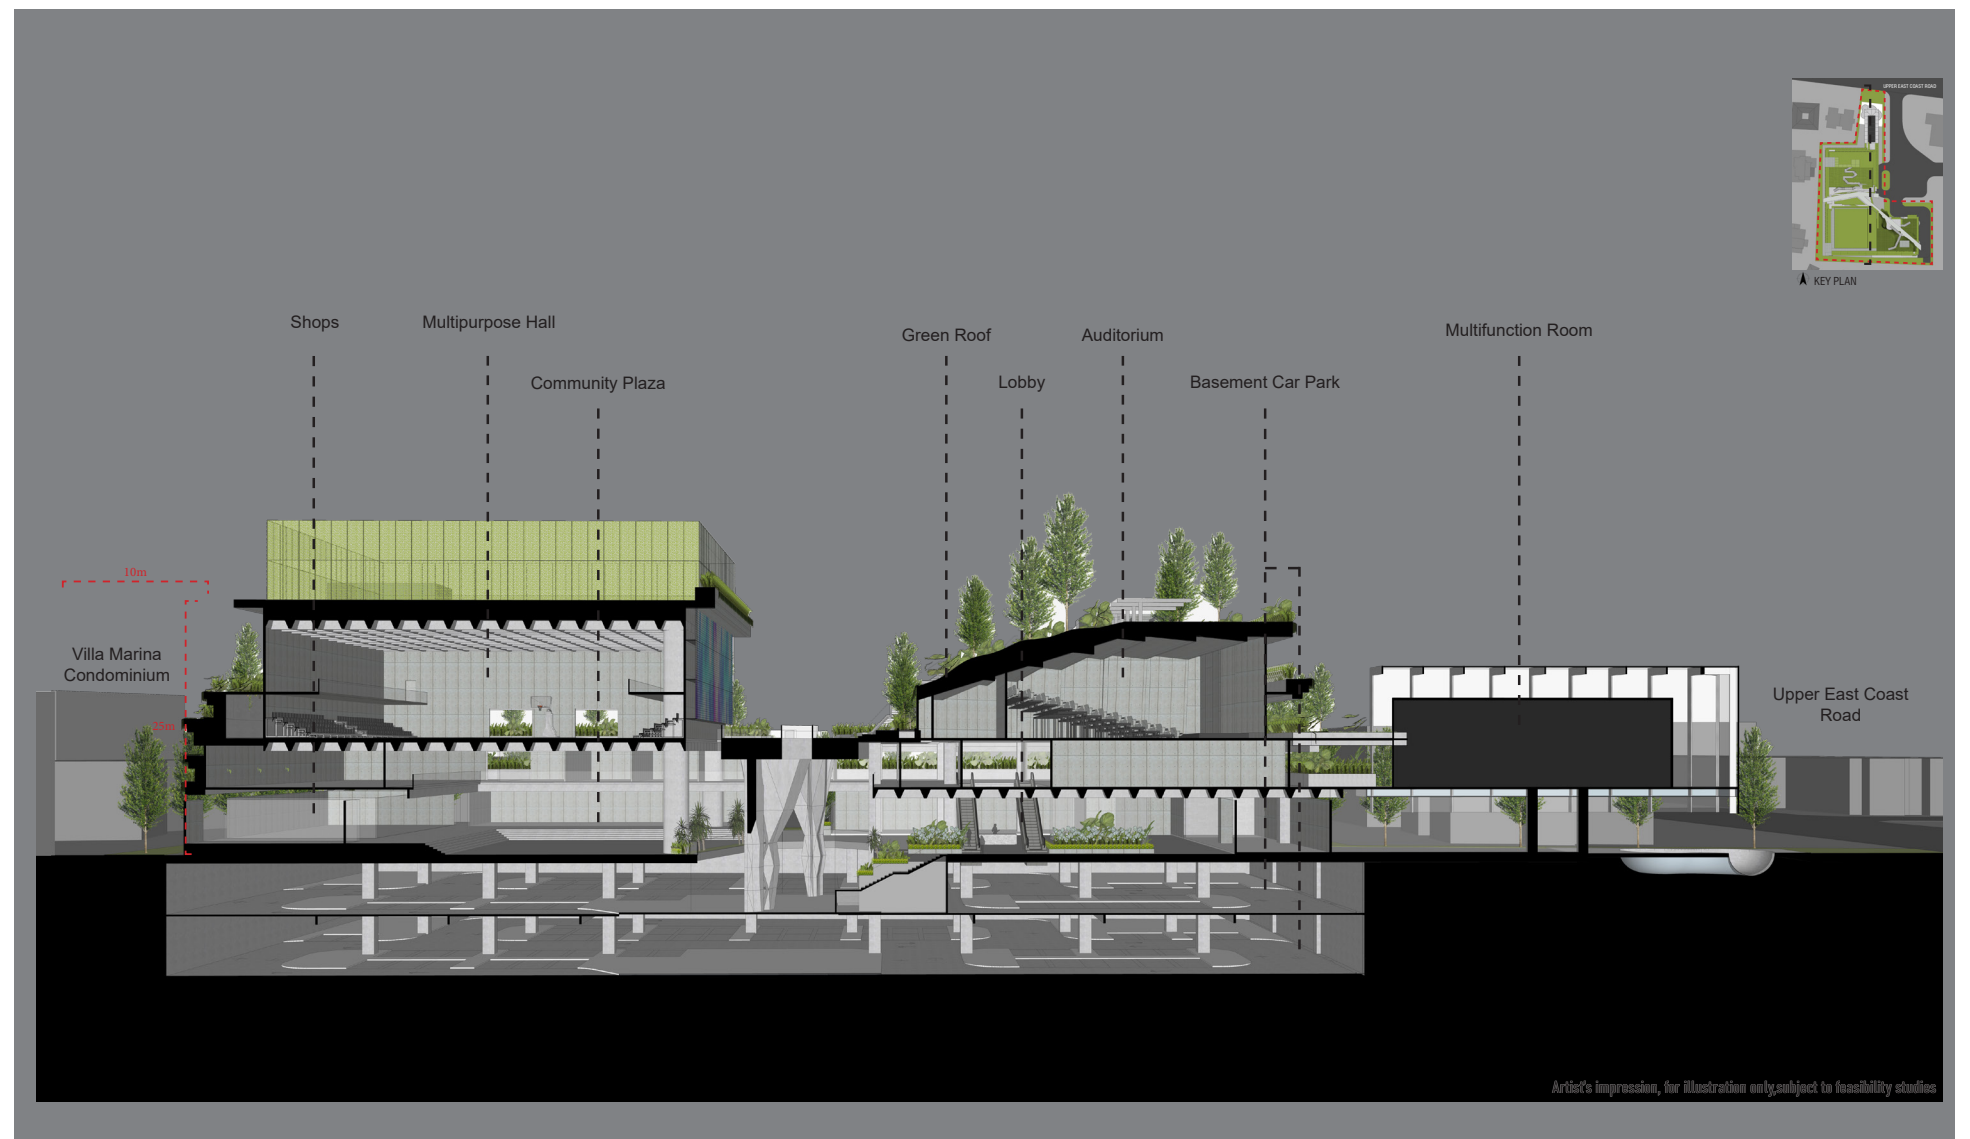 UPPER EAST COAST ROAD
KEY PLAN
Shops
Multipurpose Hall
Community Plaza
Green Roof
Auditorium
Lobby
Basement Car Park
Multifunction Room
10m
Villa Marina
Condominium
25m
Upper East Coast
Road
Artist's impression, for illustration only,subject to feasibility studies